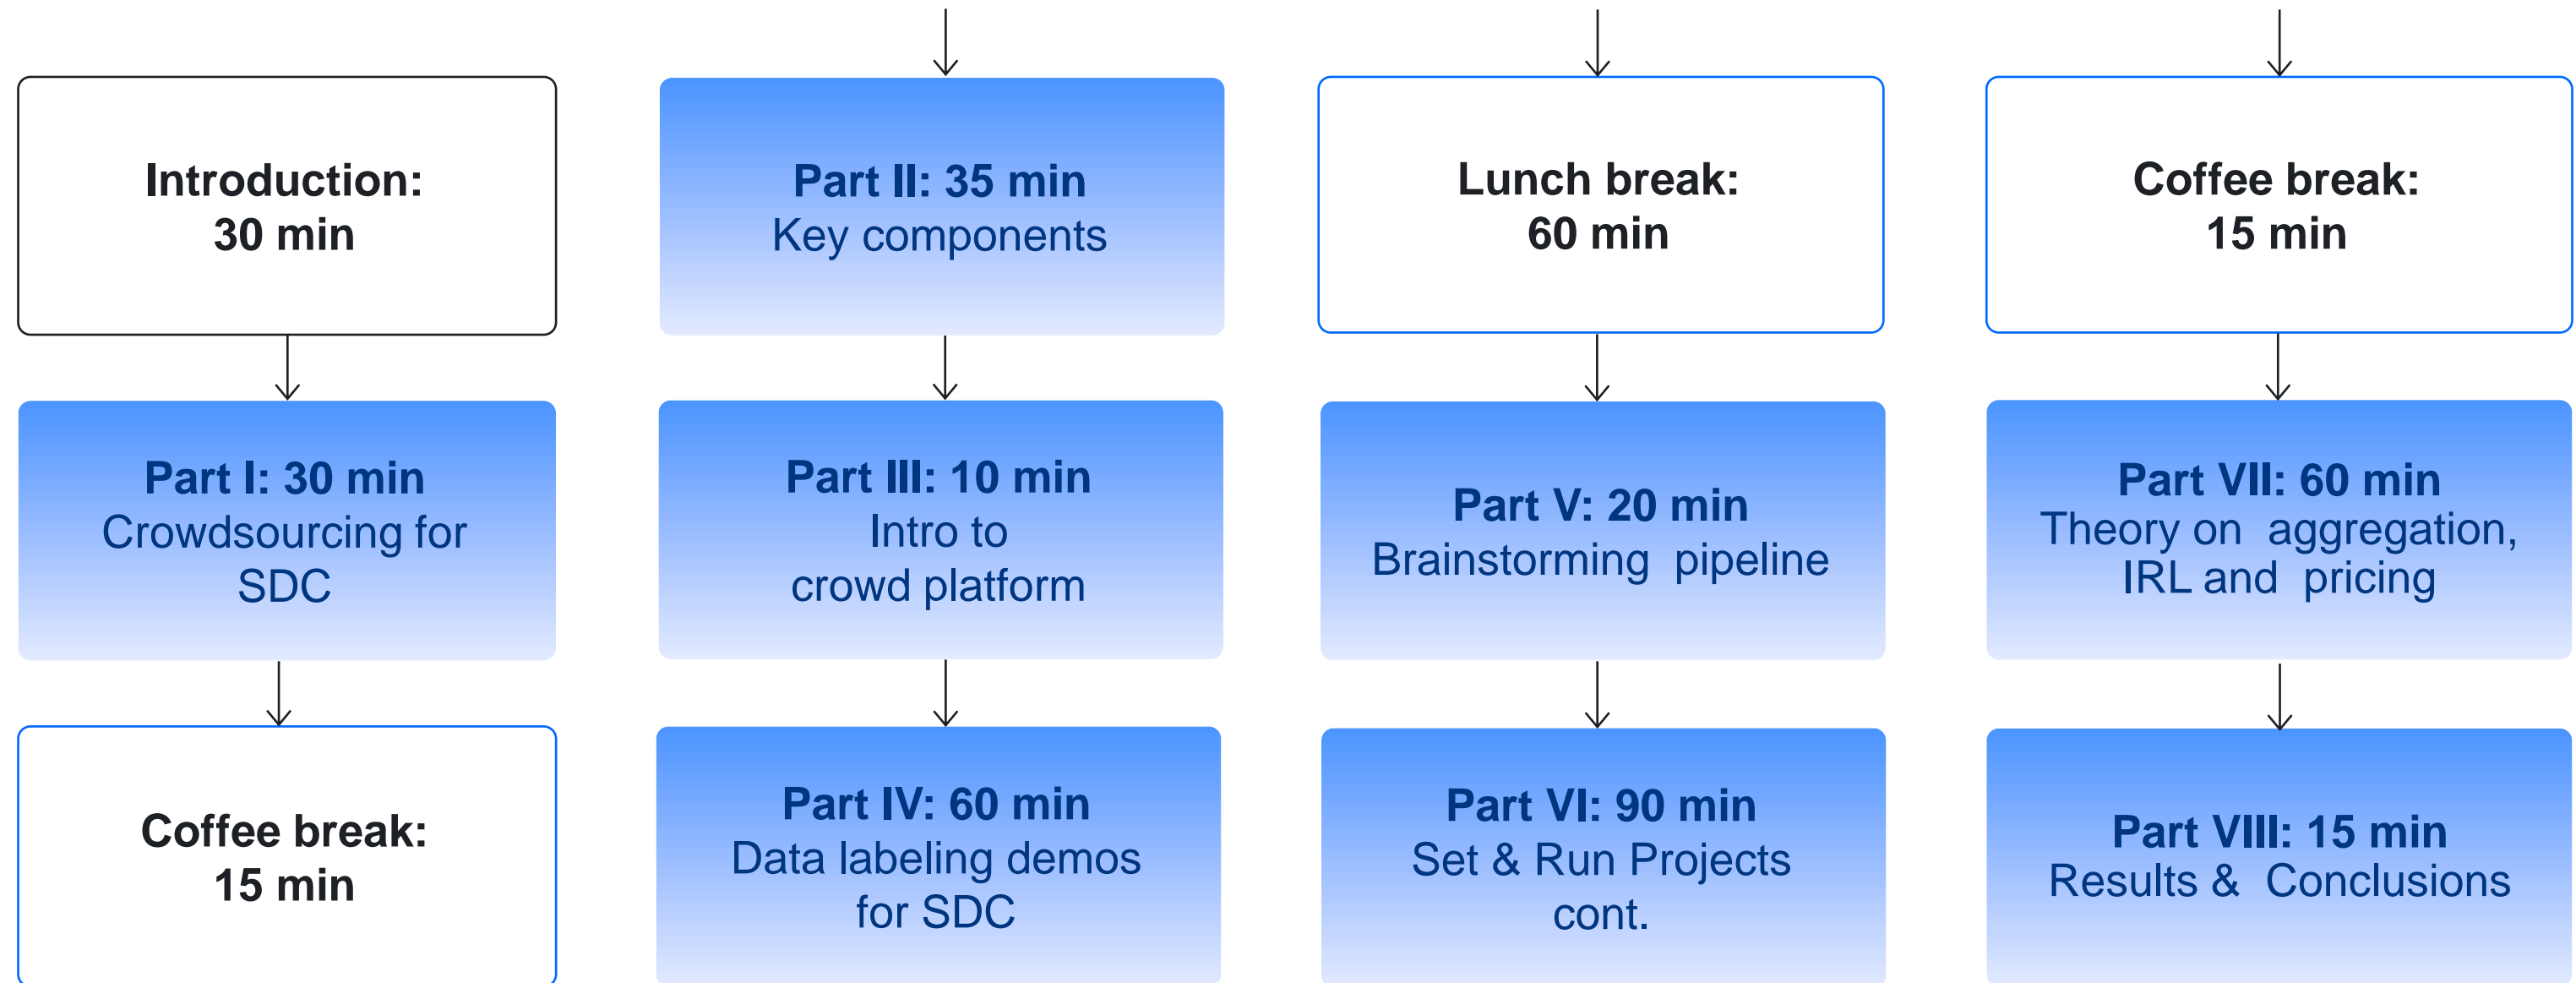 Introduction:
30 min
Part I: 30 min
Crowdsourcing for
SDC
Coffee break:
15 min
Part II: 35 min
Key components
Part III: 10 min
Intro to
crowd platform
Part IV: 60 min
Data labeling demos
for SDC
Lunch break:
60 min
Part V: 20 min
Brainstorming pipeline
Part VI: 90 min
Set & Run Projects
cont.
Coffee break:
15 min
Part VII: 60 min
Theory on aggregation,
IRL and pricing
Part VIII: 15 min
Results & Conclusions